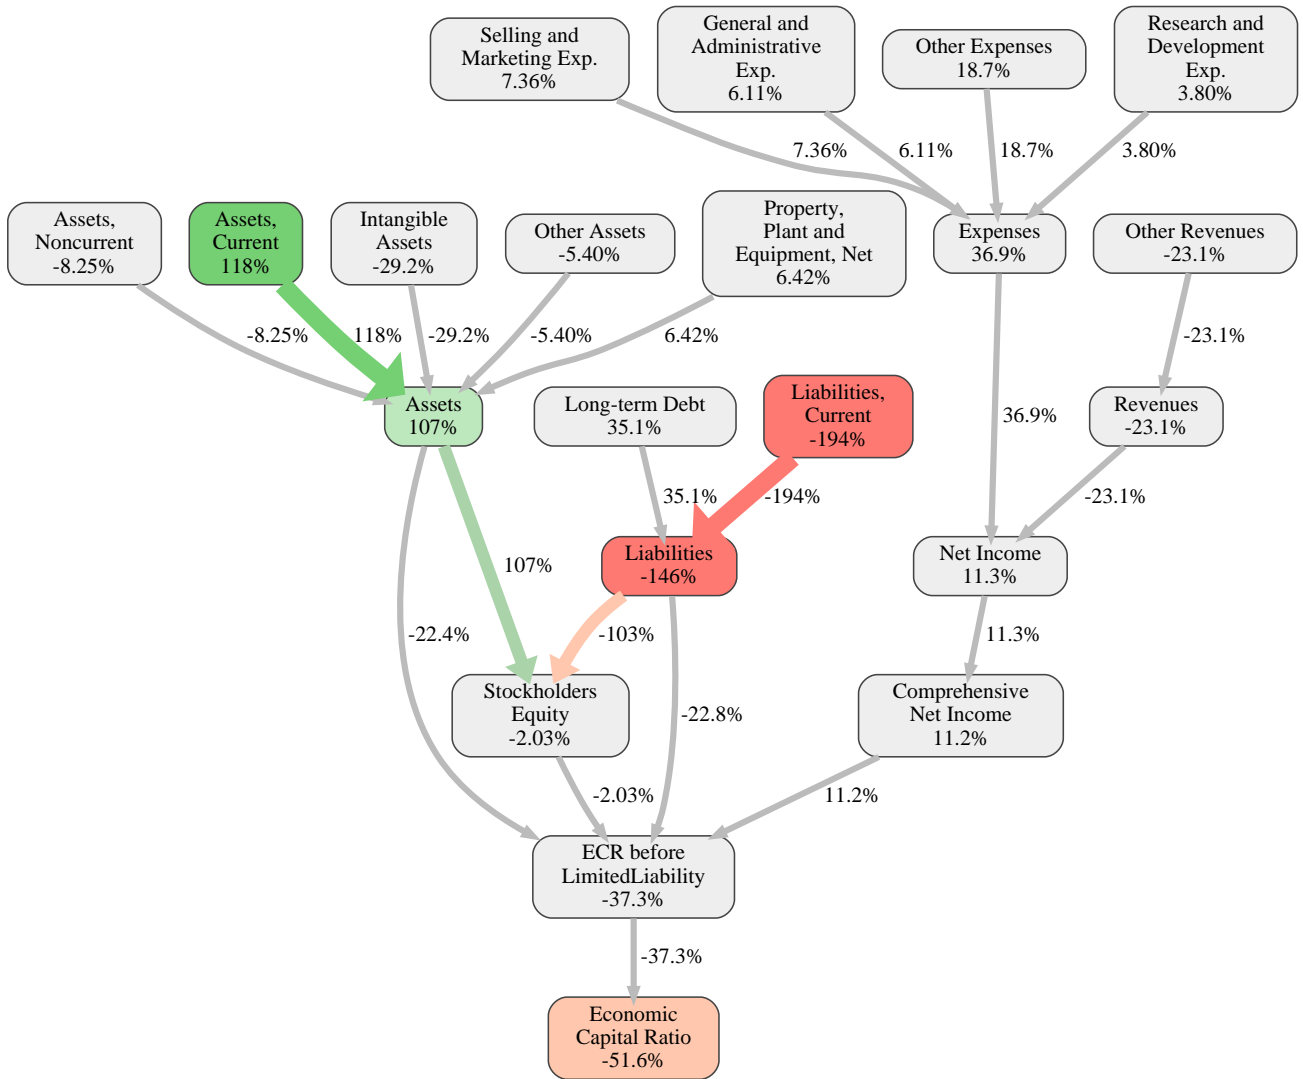 Selling and
Marketing Exp.
7.36%
General and
Administrative
Exp.
6.11%
Other Expenses
18.7%
Research and
Development
Exp.
3.80%
7.36%
6.11%
18.7%
3.80%
Assets,
Noncurrent
-8.25%
Assets,
Current
118%
Intangible
Assets
-29.2%
Other Assets
-5.40%
Property,
Plant and
Equipment, Net
6.42%
Expenses
36.9%
Other Revenues
-23.1%
-8.25%
118%
-29.2%
-5.40%
6.42%
-23.1%
Assets
107%
Long-term Debt
35.1%
Liabilities,
Current
-194%
36.9%
Revenues
-23.1%
35.1%
-194%
-23.1%
107%
Liabilities
-146%
Net Income
11.3%
-22.4%
-103%
11.3%
Stockholders
Equity
-2.03%
-22.8%
Comprehensive
Net Income
11.2%
-2.03%
11.2%
ECR before
LimitedLiability
-37.3%
-37.3%
Economic
Capital Ratio
-51.6%